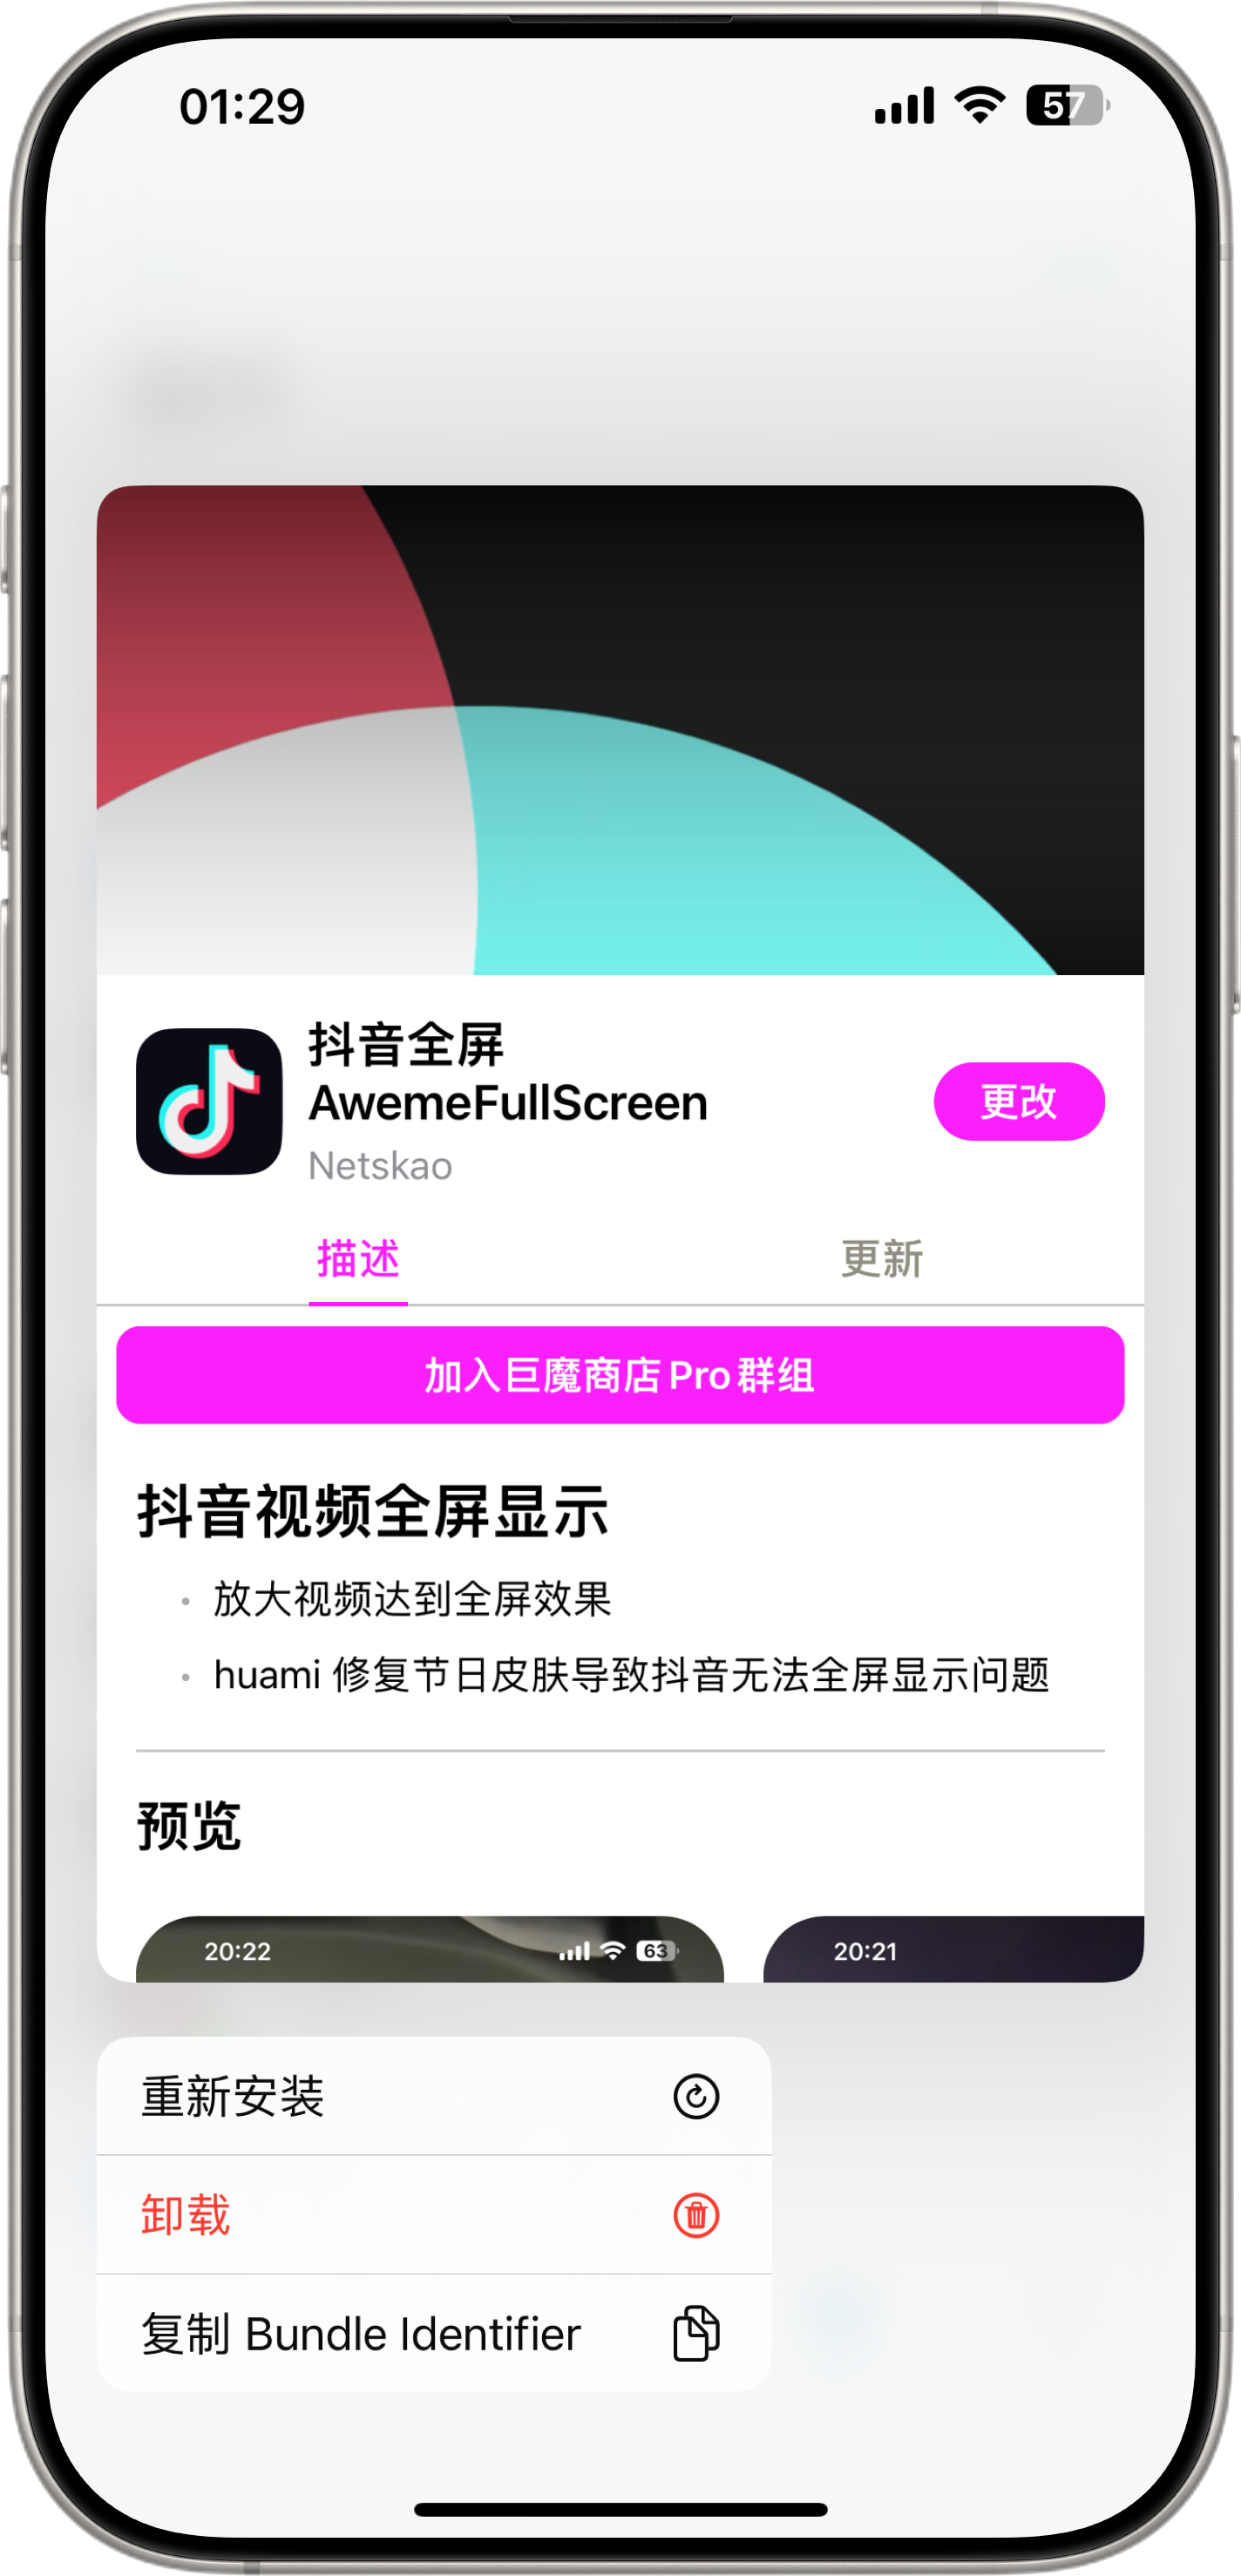 01:29
57
抖音全屏
AwemeFullScreen
更改
Netskao
描述
更新
加入巨魔商店Pro群组
抖音视频全屏显示
• 放大视频达到全屏效果
• huami 修复节日皮肤导致抖音无法全屏显示问题
预览
20:22
63
20:21
重新安装
卸载
复制 Bundle Identifier